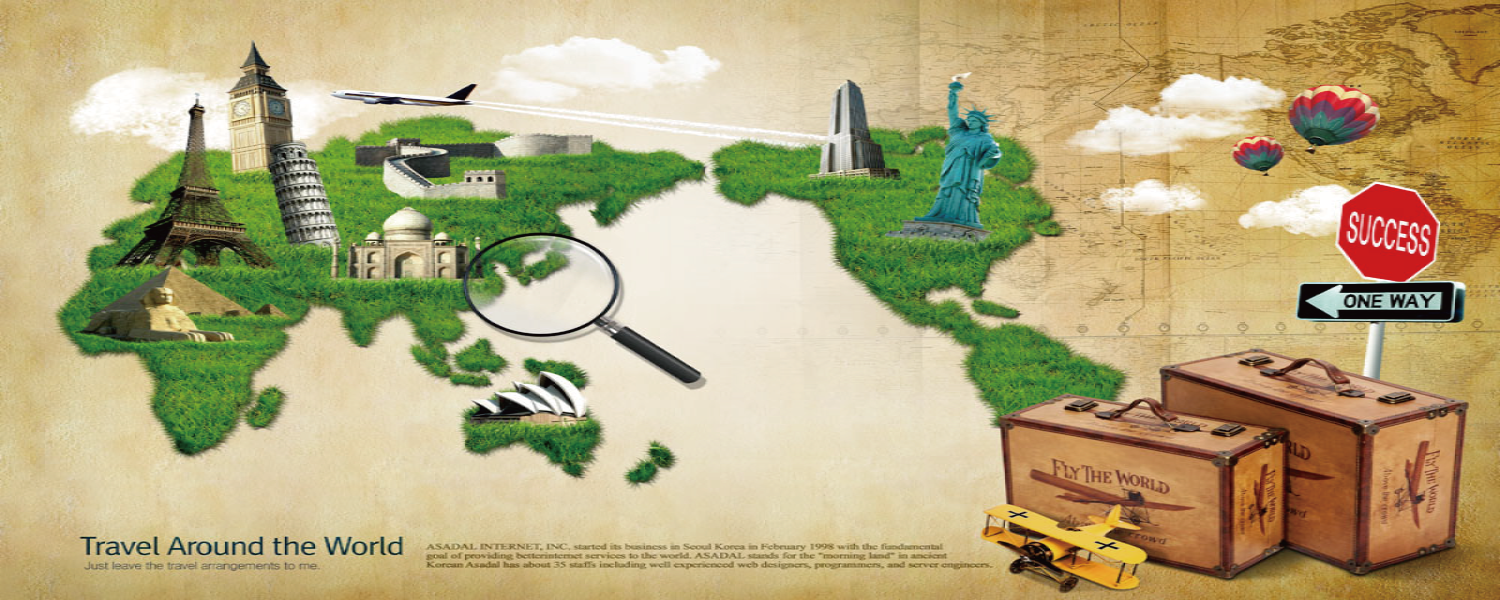 SUCCESS
ONE WAY
FLY THE WORLD
FLY THE WORLD
FLY THE WORLD
Travel Around the World
Just leave the travel arrangements to me.
ASADAL INTERNET, INC. started its business in Seoul Korea in February 1998 with the fundamental
goal of providing betterinternet services to the world. ASADAL stands for the "morning land" in ancient
Korean Asadal has about 35 staffs including well experienced web designers, programmers, and server engineers.